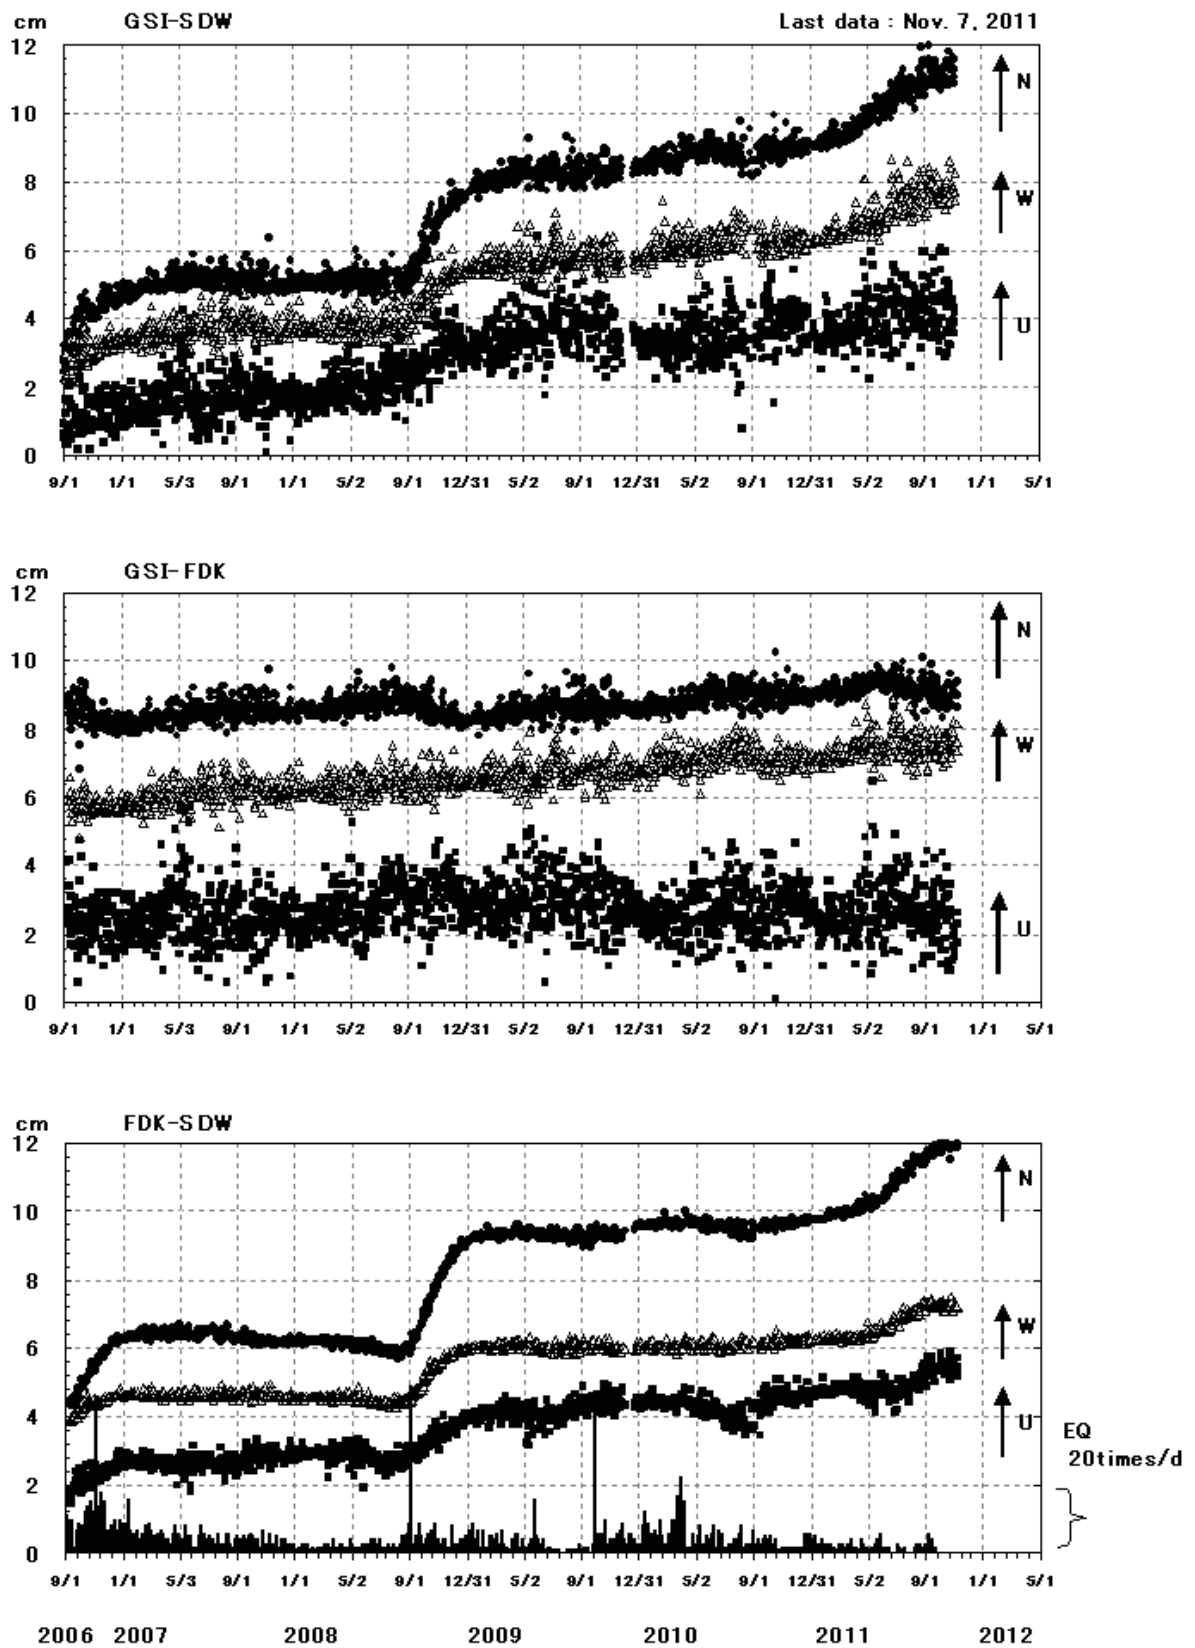 cm GSI-SDW Last data : Nov. 7, 2011
12
N
10
8
W
6
4
U
2
0
9/1 1/1 5/3 9/1 1/1 5/2 9/1 12/31 5/2 9/1 12/31 5/2 9/1 12/31 5/2 9/1 1/1 5/1
cm GSI-FDK
12
N
10
8
W
6
4
2 U
0
9/1 1/1 5/3 9/1 1/1 5/2 9/1 12/31 5/2 9/1 12/31 5/2 9/1 12/31 5/2 9/1 1/1 5/1
cm FDK-SDW
12
N
10
8
W
6
4 U
EQ
20times/d
2
0
9/1 1/1 5/3 9/1 1/1 5/2 9/1 12/31 5/2 9/1 12/31 5/2 9/1 12/31 5/2 9/1 1/1 5/1
2006 2007 2008 2009 2010 2011 2012